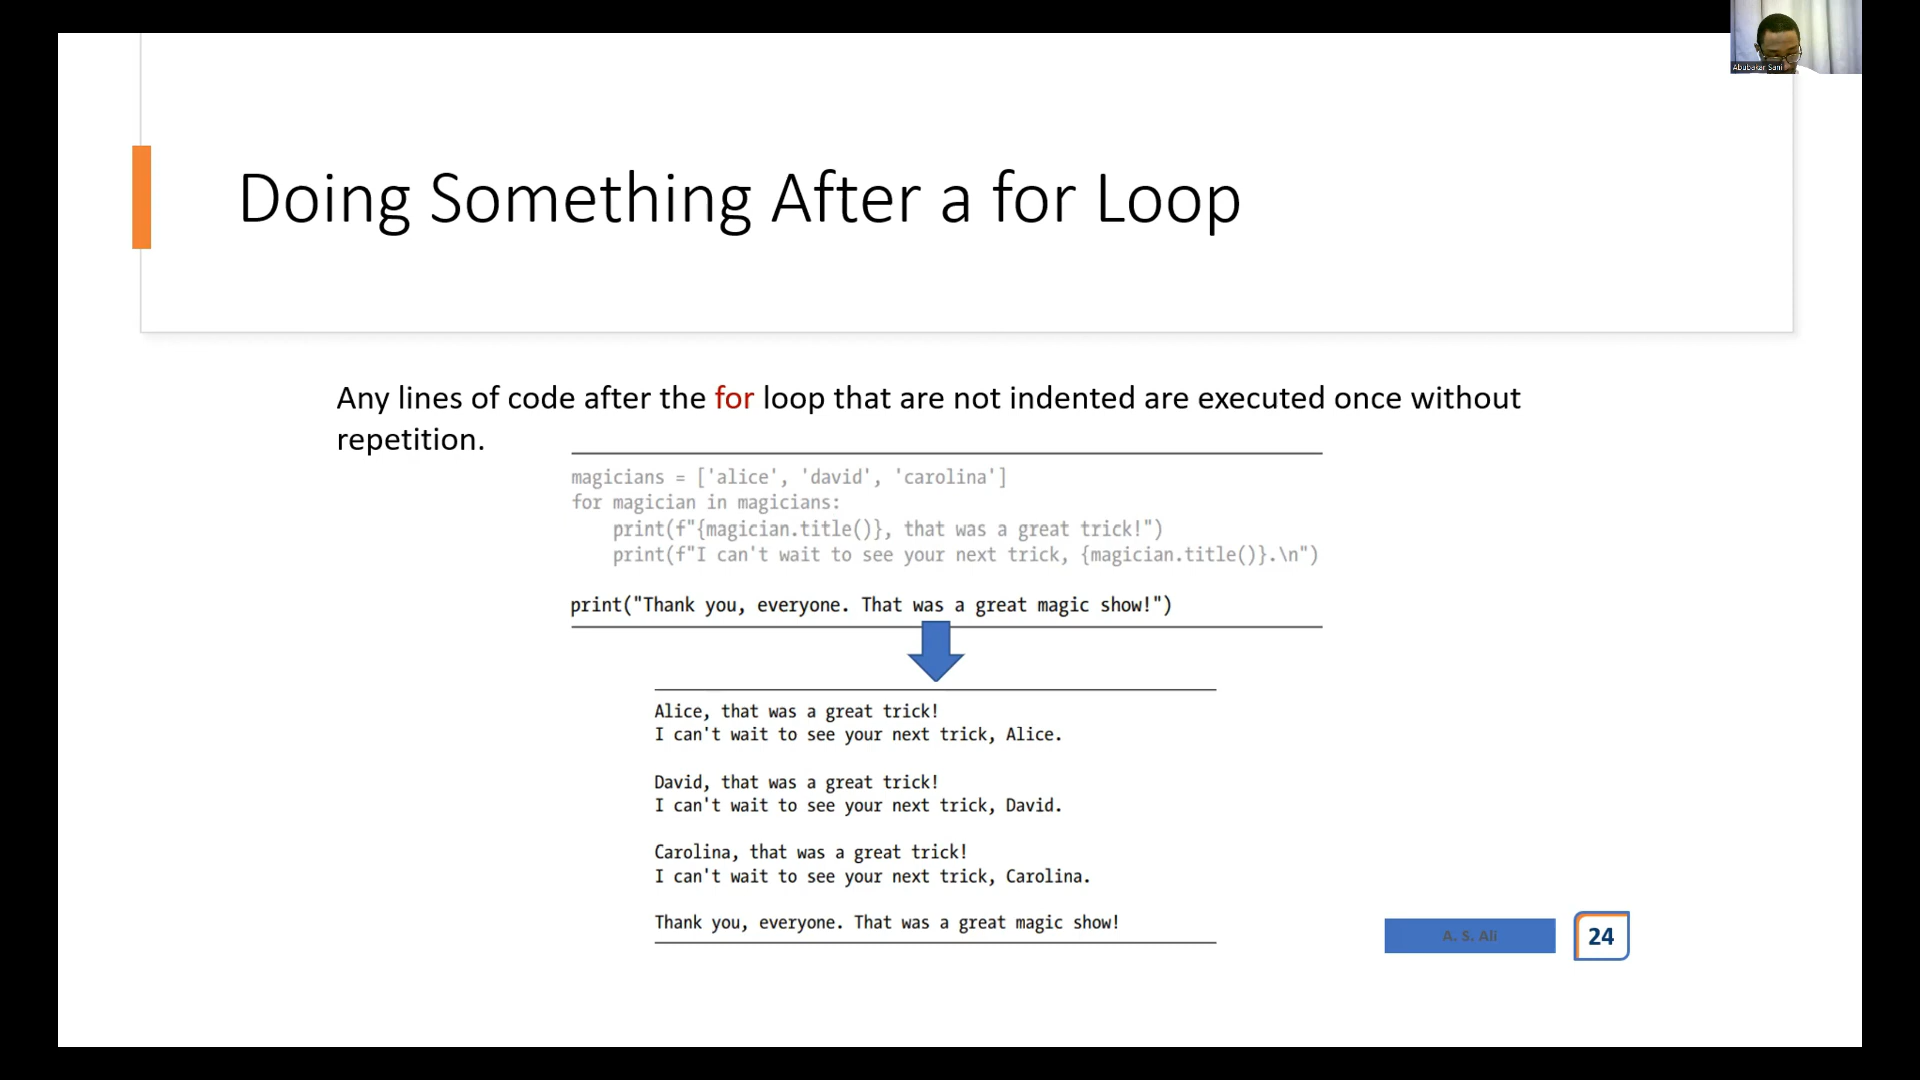 Abubakar Sani
Doing Something After a for Loop
Any lines of code after the for loop that are not indented are executed once without
repetition.
magicians = ['alice', 'david', 'carolina']
for magician in magicians:
    print(f"{magician.title()}, that was a great trick!")
    print(f"I can't wait to see your next trick, {magician.title()}.\n")
print("Thank you, everyone. That was a great magic show!")
Alice, that was a great trick!
I can't wait to see your next trick, Alice.
David, that was a great trick!
I can't wait to see your next trick, David.
Carolina, that was a great trick!
I can't wait to see your next trick, Carolina.
Thank you, everyone. That was a great magic show!
A. S. Ali
24